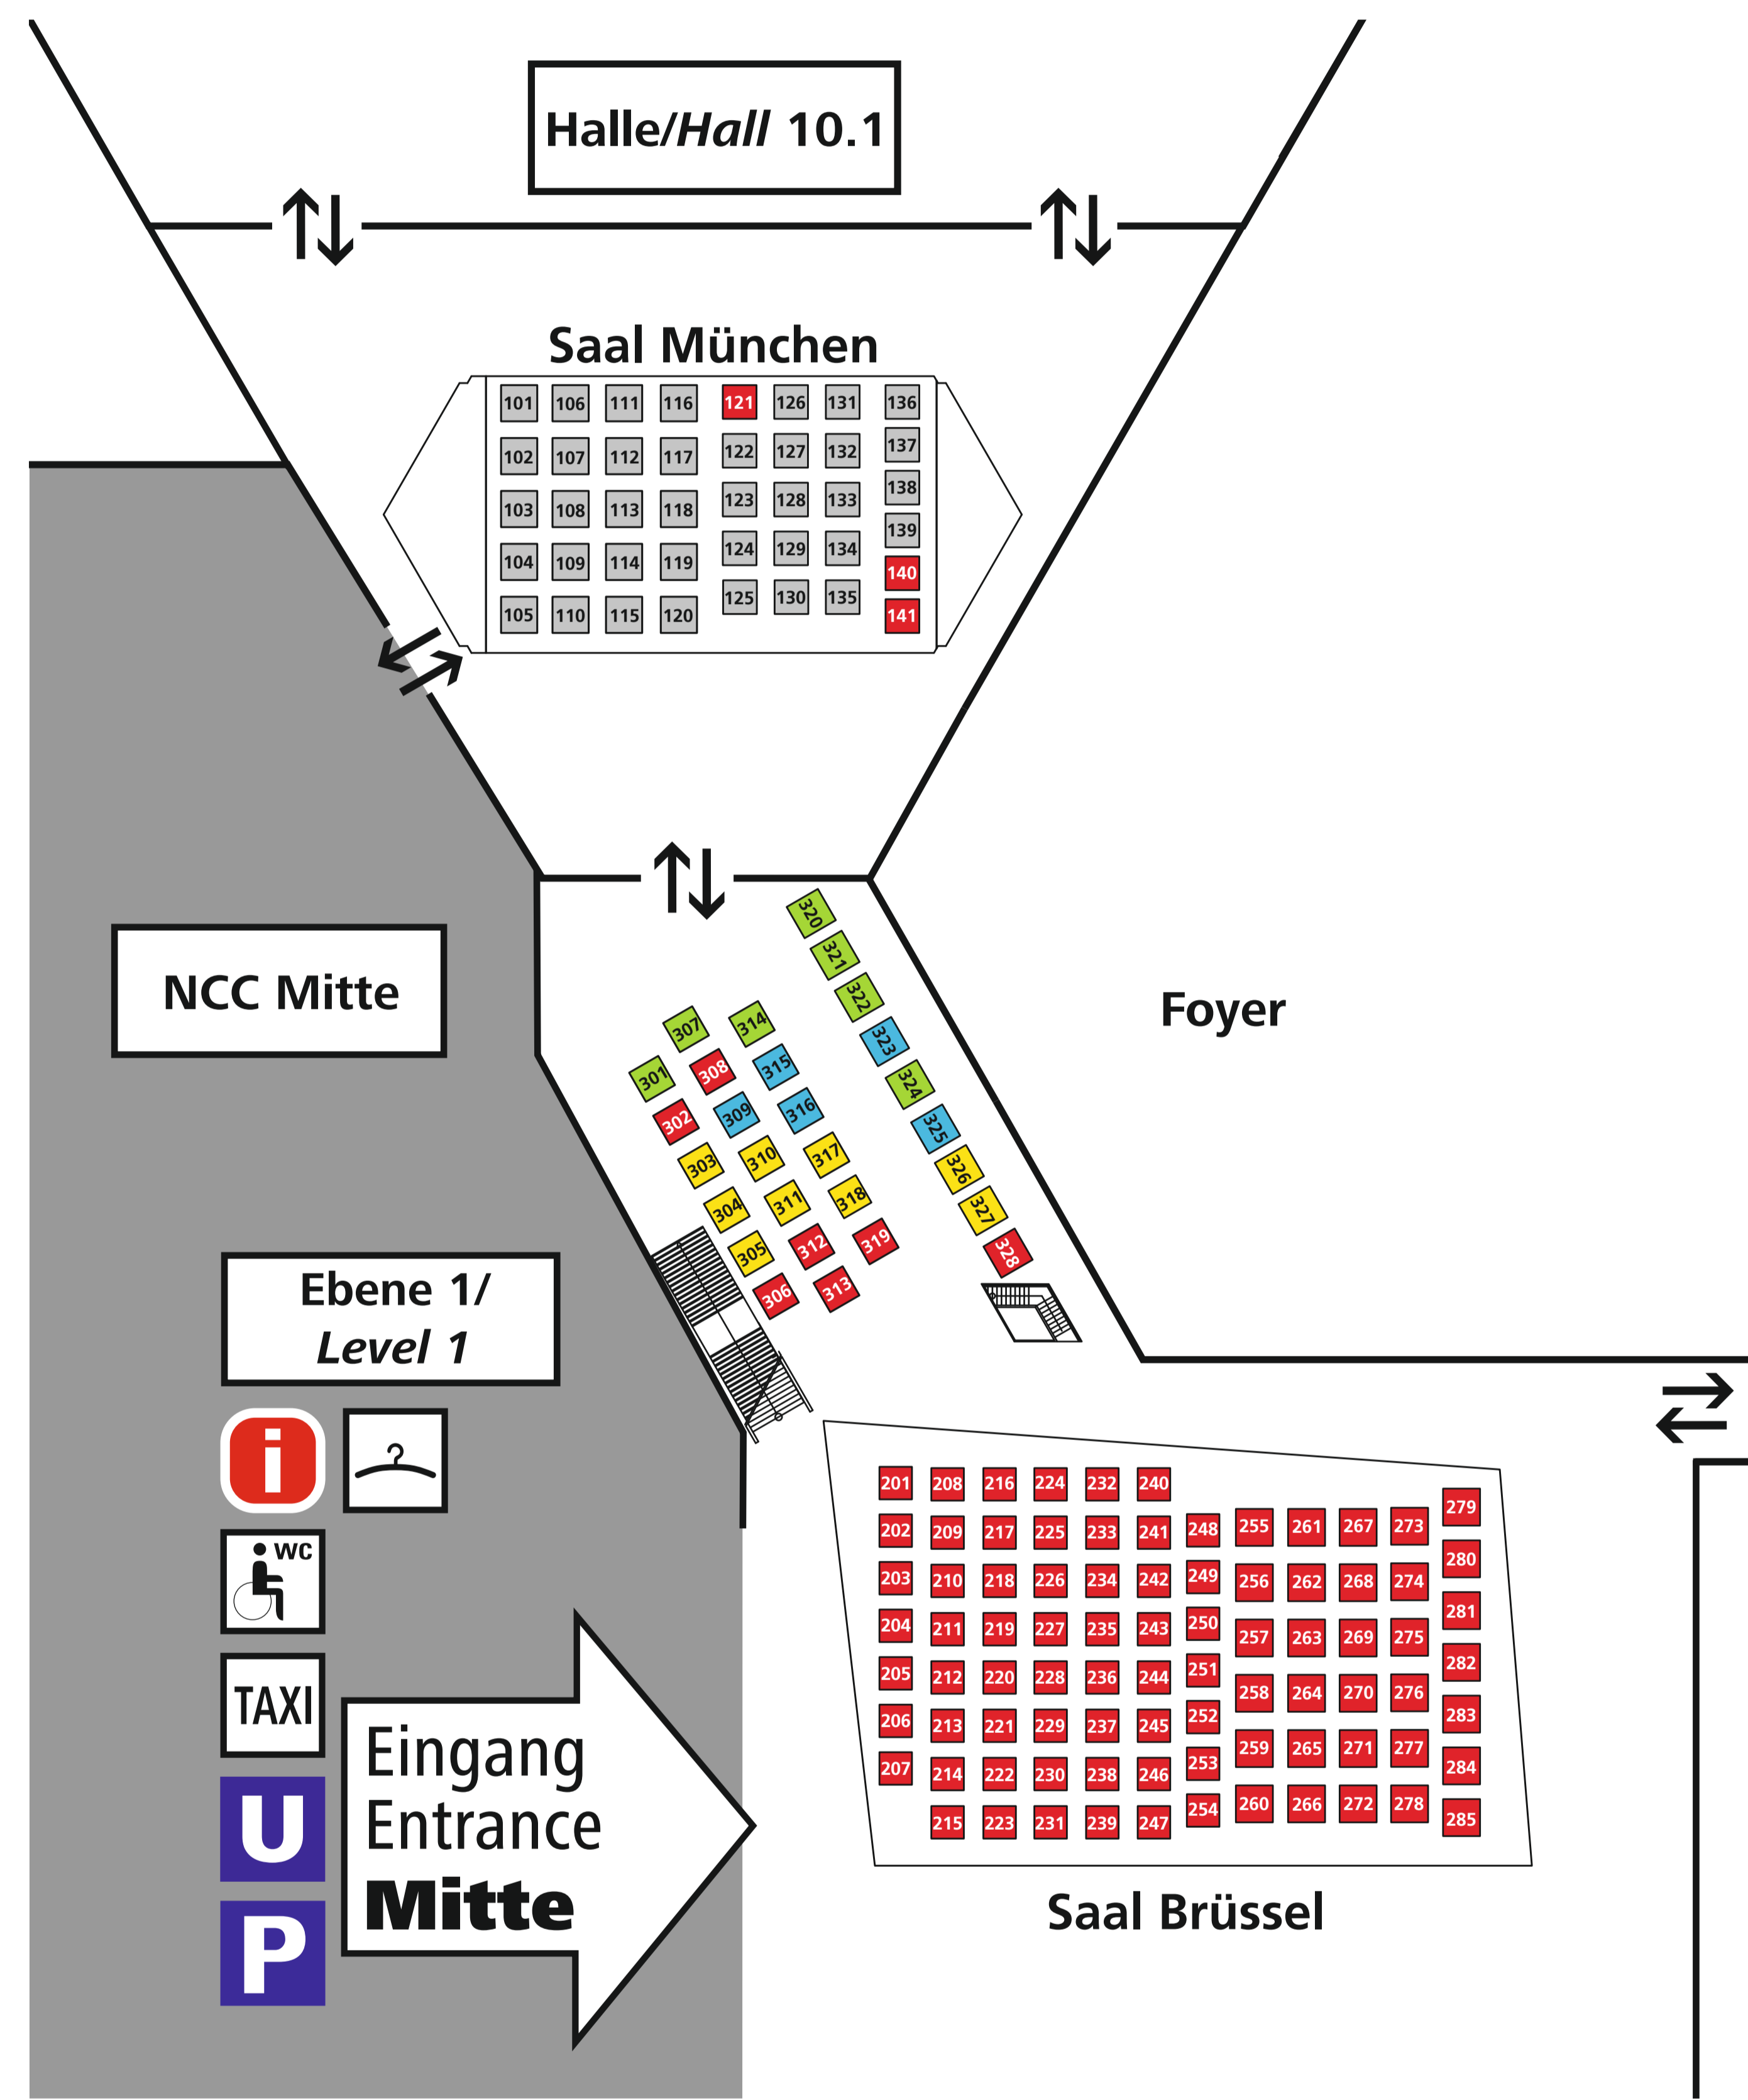 Halle/Hall 10.1
Saal München
101 106 111 116 121 126 131 136
102 107 112 117 122 127 132 137
103 108 113 118 123 128 133 138
104 109 114 119 124 129 134 139
105 110 115 120 125 130 135 140
141
NCC Mitte
Foyer
320
321
322
323
324
325
326
327
328
307 314
301 308 315
302 309 316
303 310 317
304 311 318
305 312 319
306 313
Ebene 1/
Level 1
i
WC
TAXI
U
P
Eingang
Entrance
Mitte
201 208 216 224 232 240
202 209 217 225 233 241 248 255 261 267 273 279
203 210 218 226 234 242 249 256 262 268 274 280
204 211 219 227 235 243 250 257 263 269 275 281
205 212 220 228 236 244 251 258 264 270 276 282
206 213 221 229 237 245 252 259 265 271 277 283
207 214 222 230 238 246 253 260 266 272 278 284
215 223 231 239 247 254 285
Saal Brüssel